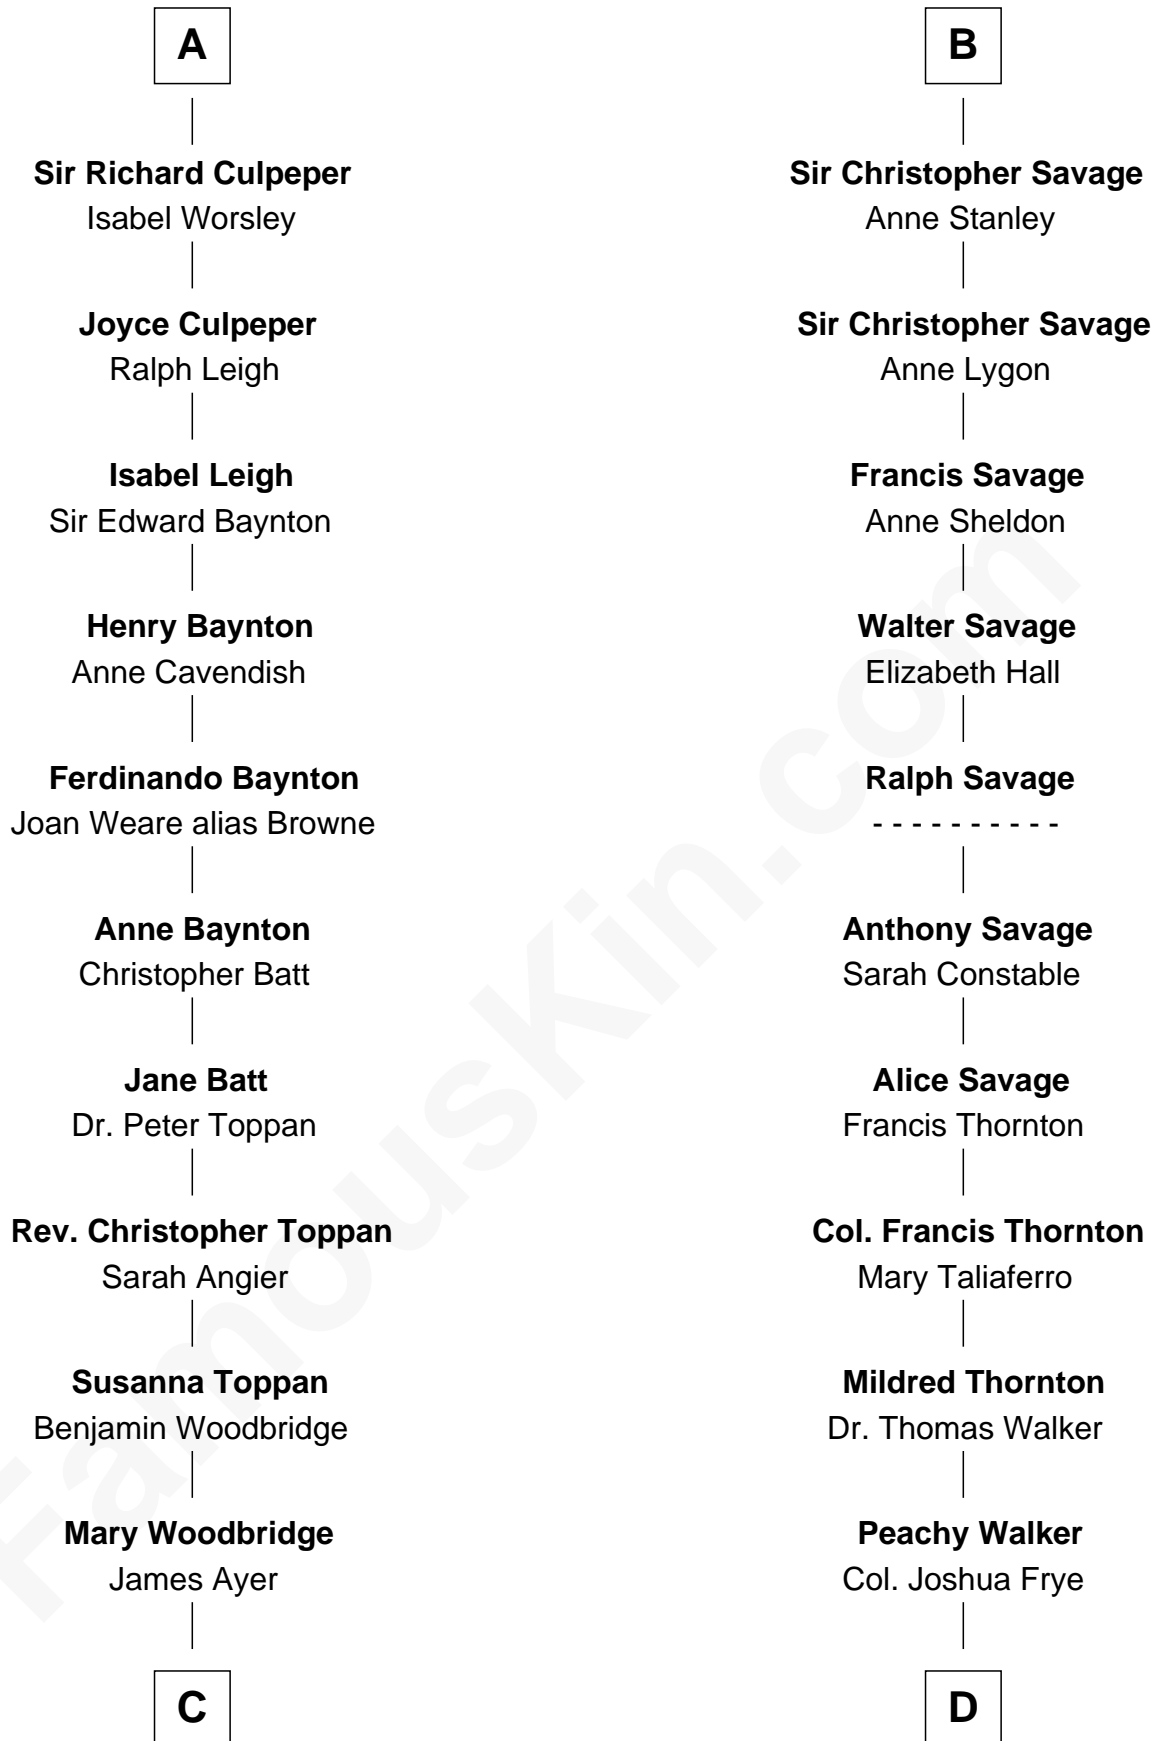 A
Sir Richard Culpeper
Isabel Worsley
Joyce Culpeper
Ralph Leigh
Isabel Leigh
Sir Edward Baynton
Henry Baynton
Anne Cavendish
Ferdinando Baynton
Joan Weare alias Browne
Anne Baynton
Christopher Batt
Jane Batt
Dr. Peter Toppan
Rev. Christopher Toppan
Sarah Angier
Susanna Toppan
Benjamin Woodbridge
Mary Woodbridge
James Ayer
C
B
Sir Christopher Savage
Anne Stanley
Sir Christopher Savage
Anne Lygon
Francis Savage
Anne Sheldon
Walter Savage
Elizabeth Hall
Ralph Savage
- - - - - - - - - -
Anthony Savage
Sarah Constable
Alice Savage
Francis Thornton
Col. Francis Thornton
Mary Taliaferro
Mildred Thornton
Dr. Thomas Walker
Peachy Walker
Col. Joshua Frye
D
FamousKin.com